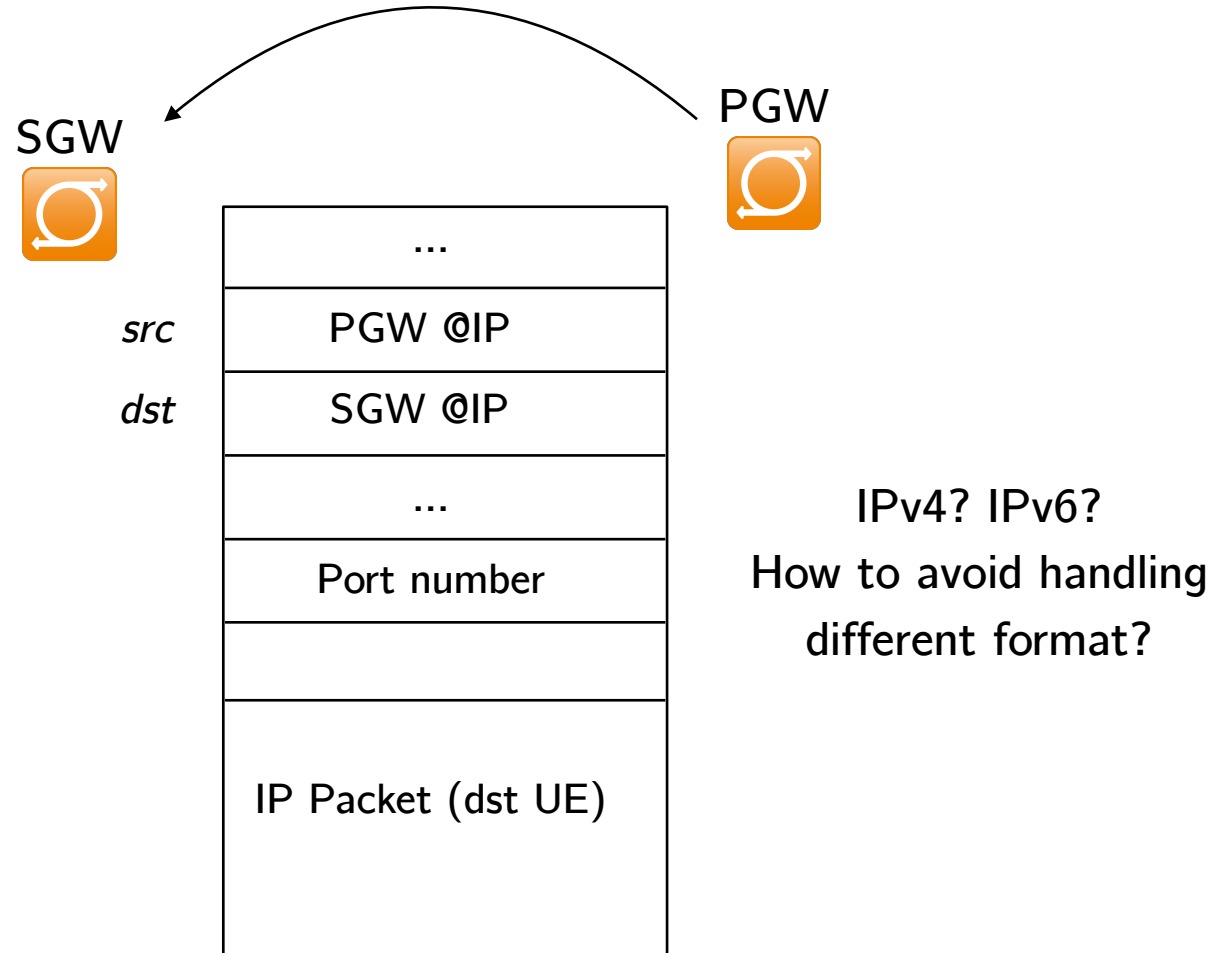 PGW
SGW
...
src
PGW @IP
dst
SGW @IP
...
IPv4? IPv6?
Port number
How to avoid handling
different format?
IP Packet (dst UE)